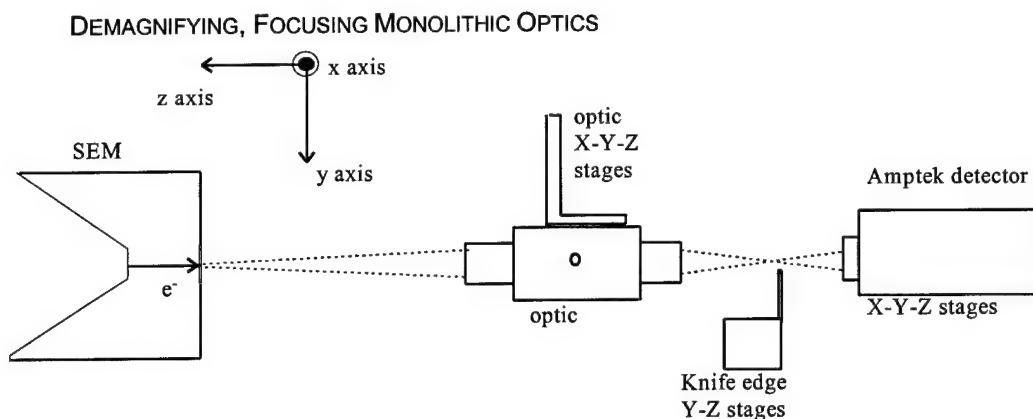 DEMAGNIFYING, FOCUSING MONOLITHIC OPTICS
x axis
z axis
y axis
SEM
optic
X-Y-Z
stages
Amptek detector
e-
optic
X-Y-Z stages
Knife edge
Y-Z stages